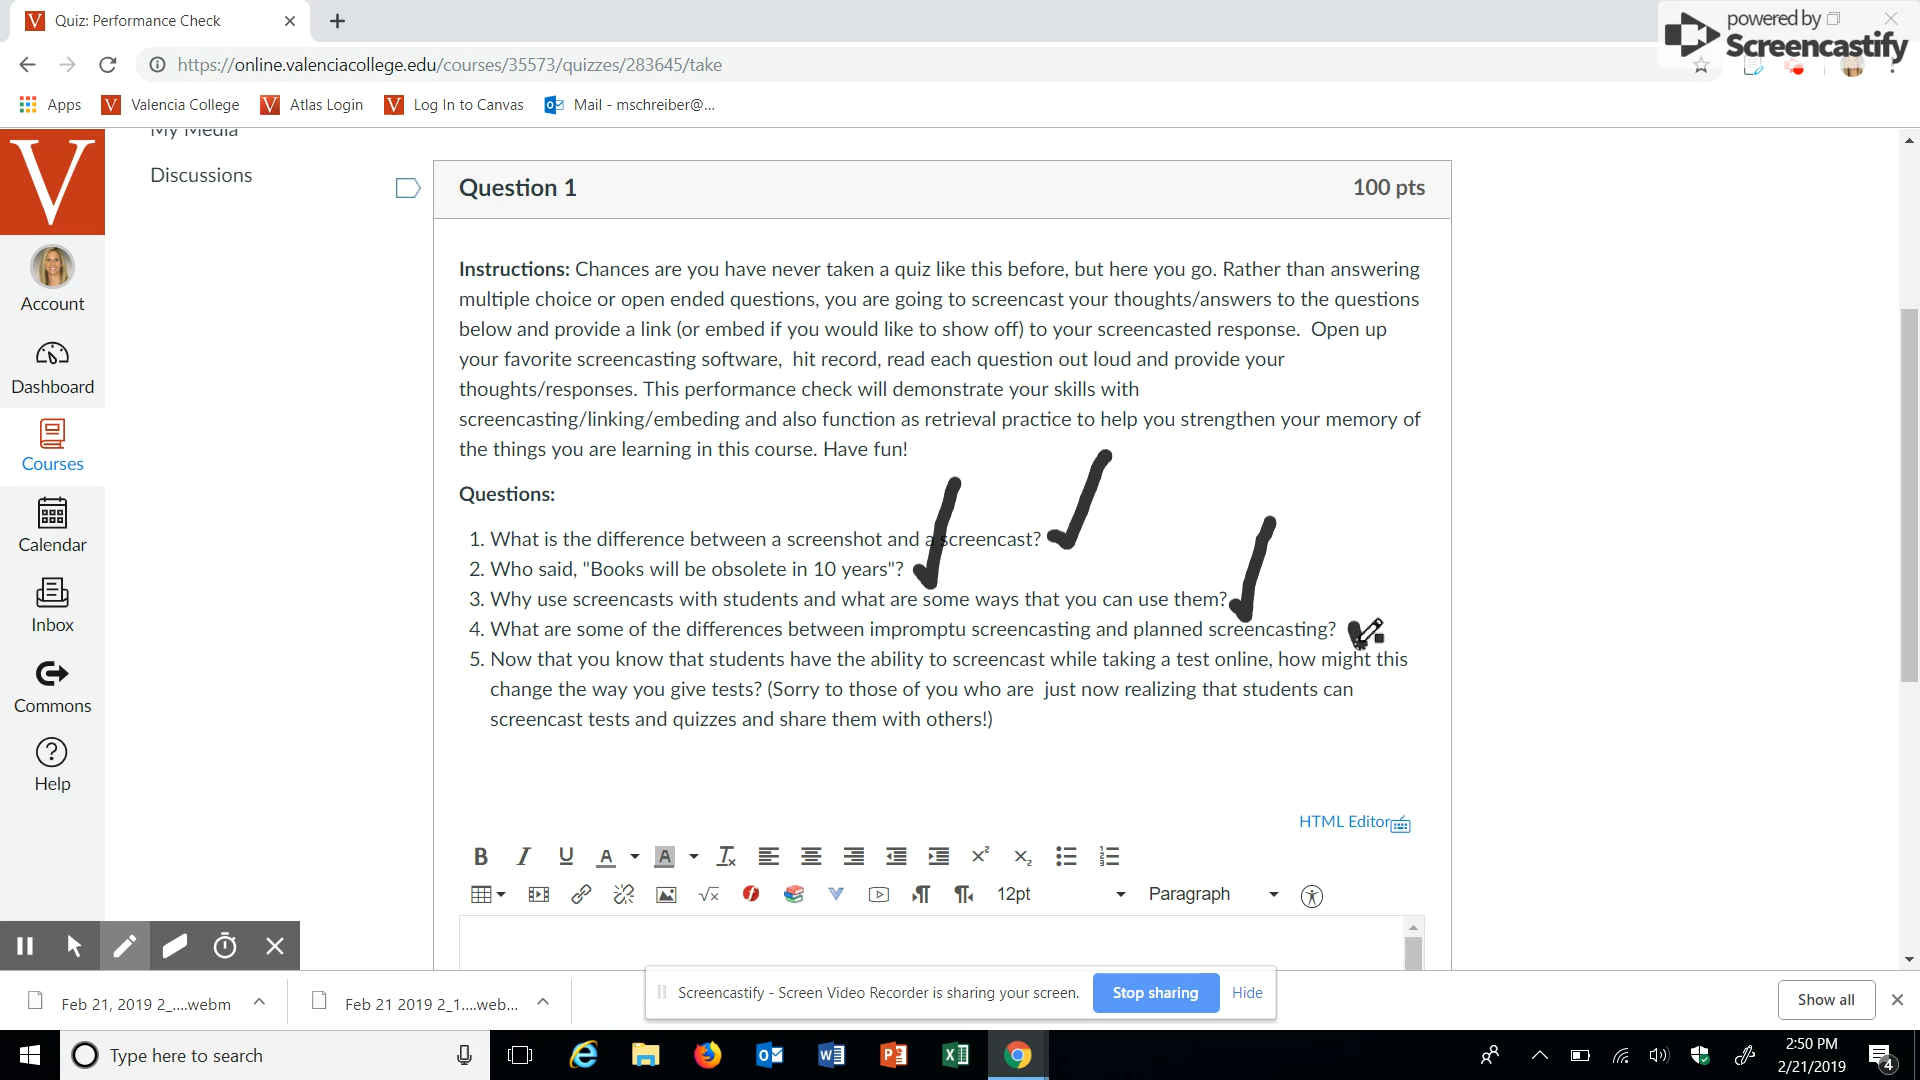 Quiz: Performance Check
powered by
Screencastify
https://online.valenciacollege.edu/courses/35573/quizzes/283645/take
Apps
Valencia College
Atlas Login
Log In to Canvas
Mail - mschreiber@...
My Media
Discussions
Account
Dashboard
Courses
Calendar
Inbox
Commons
Help
Question 1
100 pts
Instructions: Chances are you have never taken a quiz like this before, but here you go. Rather than answering
multiple choice or open ended questions, you are going to screencast your thoughts/answers to the questions
below and provide a link (or embed if you would like to show off) to your screencasted response. Open up
your favorite screencasting software, hit record, read each question out loud and provide your
thoughts/responses. This performance check will demonstrate your skills with
screencasting/linking/embeding and also function as retrieval practice to help you strengthen your memory of
the things you are learning in this course. Have fun!
Questions:
1. What is the difference between a screenshot and a screencast?
2. Who said, "Books will be obsolete in 10 years"?
3. Why use screencasts with students and what are some ways that you can use them?
4. What are some of the differences between impromptu screencasting and planned screencasting?
5. Now that you know that students have the ability to screencast while taking a test online, how might this
change the way you give tests? (Sorry to those of you who are just now realizing that students can
screencast tests and quizzes and share them with others!)
HTML Editor
12pt
Paragraph
Feb 21, 2019 2_....webm
Feb 21 2019 2_1....web...
Screencastify - Screen Video Recorder is sharing your screen.
Stop sharing
Hide
Show all
Type here to search
2:50 PM
2/21/2019
4